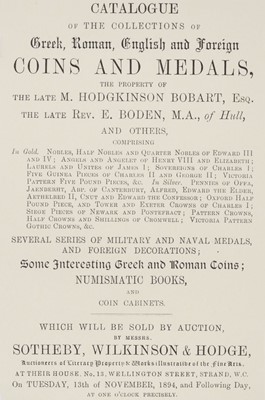 CATALOGUE
OF THE COLLECTIONS OF
Greek, Roman, English and Foreign
COINS AND MEDALS,
THE PROPERTY OF
THE LATE M. HODGKINSON BOBART, ESQ.
THE LATE REV. E. BODEN, M.A., of Hull,
AND OTHERS,
COMPRISING
In Gold. NOBLES, HALF NOBLES AND QUARTER NOBLES OF EDWARD III
AND IV; ANGELS AND ANGELET OF HENRY VIII AND ELIZABETH;
LAURELS AND UNITES OF JAMES I; SOVEREIGNS OF CHARLES I;
FIVE GUINEA PIECES OF CHARLES II AND GEORGE II; VICTORIA
PATTERN FIVE POUND PIECES, &c. In Silver. PENNIES OF OFFA,
JAENBERHT, ABP. OF CANTERBURY, ALFRED, EDWARD THE ELDER,
AETHELRED II, CNUT AND EDWARD THE CONFESSOR; OXFORD HALF
POUND PIECE, AND TOWER AND EXETER CROWNS OF CHARLES I;
SIEGE PIECES OF NEWARK AND PONTEFRACT; PATTERN CROWNS,
HALF CROWNS AND SHILLINGS OF CROMWELL; VICTORIA PATTERN
GOTHIC CROWNS, &c.
SEVERAL SERIES OF MILITARY AND NAVAL MEDALS,
AND FOREIGN DECORATIONS;
Some Interesting Greek and Roman Coins;
NUMISMATIC BOOKS,
AND
COIN CABINETS.
WHICH WILL BE SOLD BY AUCTION,
BY MESSRS.
SOTHEBY, WILKINSON & HODGE,
Auctioneers of Literary Property & Works illustrative of the Fine Arts,
AT THEIR HOUSE, No. 13, WELLINGTON STREET, STRAND, W.C.
On TUESDAY, 13th of NOVEMBER, 1894, and Following Day,
AT ONE O'CLOCK PRECISELY.